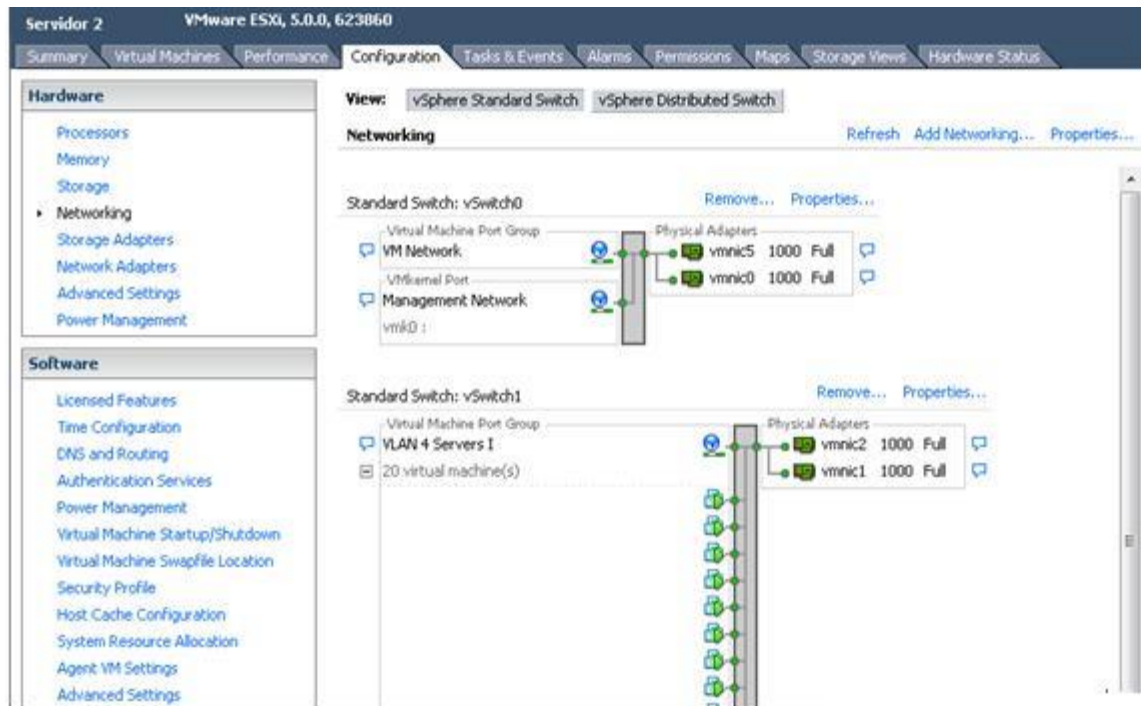 Servidor 2 VMware ESXi, 5.0.0, 623860
Summary Virtual Machines Performance Configuration Tasks & Events Alarms Permissions Maps Storage Views Hardware Status
Hardware
Processors
Memory
Storage
Networking
Storage Adapters
Network Adapters
Advanced Settings
Power Management
Software
Licensed Features
Time Configuration
DNS and Routing
Authentication Services
Power Management
Virtual Machine Startup/Shutdown
Virtual Machine Swapfile Location
Security Profile
Host Cache Configuration
System Resource Allocation
Agent VM Settings
Advanced Settings
View: vSphere Standard Switch vSphere Distributed Switch
Networking Refresh Add Networking... Properties...
Standard Switch: vSwitch0 Remove... Properties...
Virtual Machine Port Group Physical Adapters
VM Network vmnic5 1000 Full
VMkernel Port vmnic0 1000 Full
Management Network
vmk0 :
Standard Switch: vSwitch1 Remove... Properties...
Virtual Machine Port Group Physical Adapters
VLAN 4 Servers I vmnic2 1000 Full
20 virtual machine(s) vmnic1 1000 Full